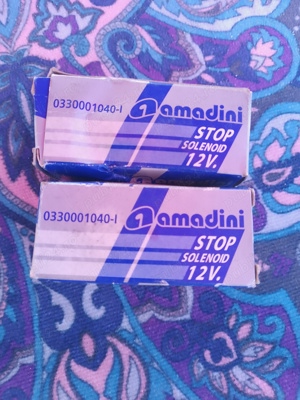 0330001040-I amadini
STOP
SOLENOID
12V.
0330001040-I amadini
STOP
SOLENOID
12V.